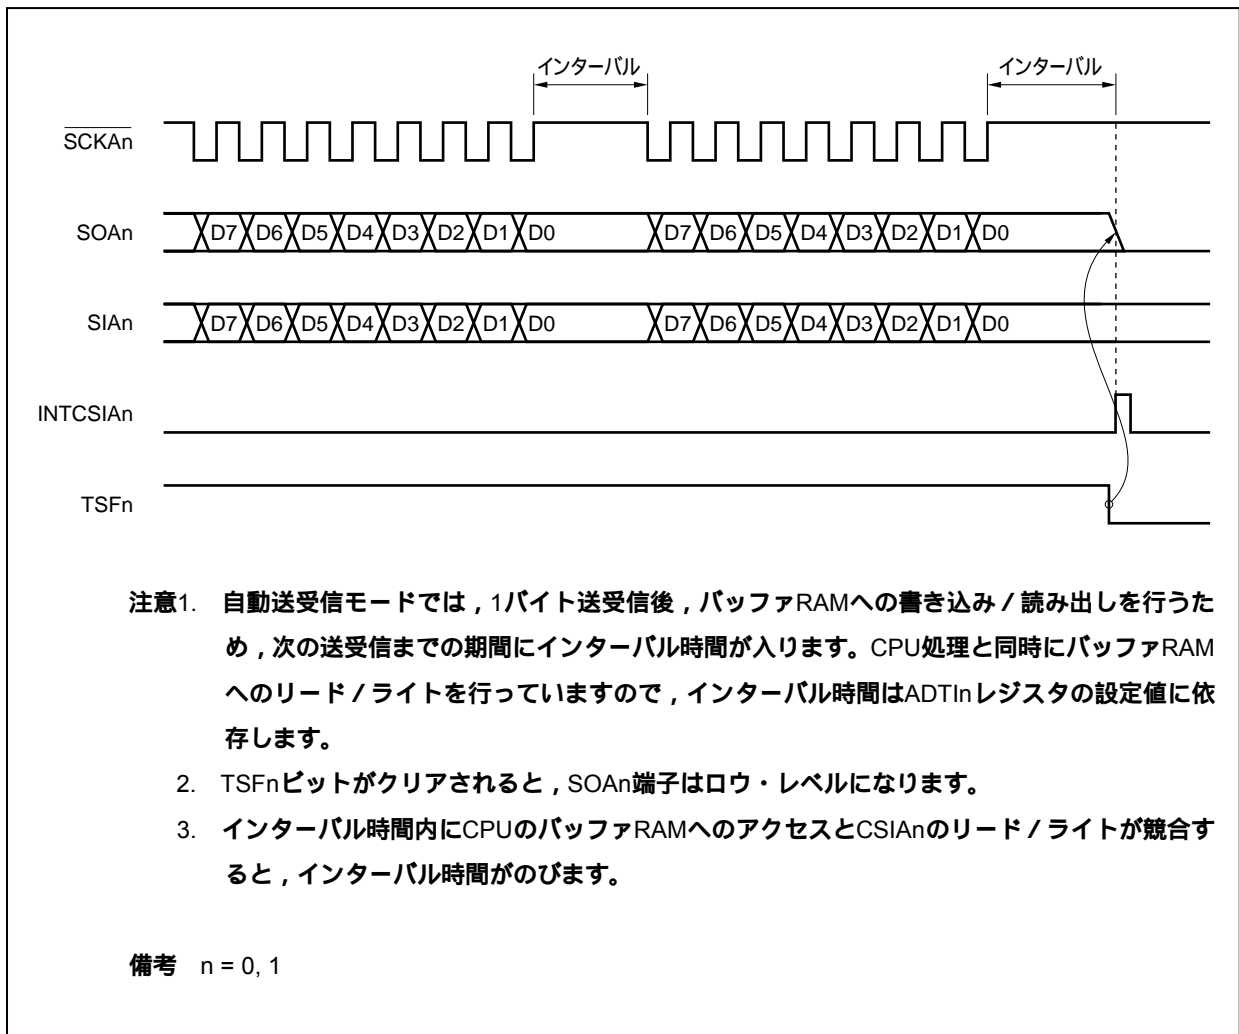 インターバル インターバル
SCKAn
SOAn D7 D6 D5 D4 D3 D2 D1 D0 D7 D6 D5 D4 D3 D2 D1 D0
SIAn D7 D6 D5 D4 D3 D2 D1 D0 D7 D6 D5 D4 D3 D2 D1 D0
INTCSIAn
TSFn
注意1. 自動送受信モードでは，1バイト送受信後，バッファRAMへの書き込み／読み出しを行うた
め，次の送受信までの期間にインターバル時間が入ります。CPU処理と同時にバッファRAM
へのリード／ライトを行っていますので，インターバル時間はADTInレジスタの設定値に依
存します。
2. TSFnビットがクリアされると，SOAn端子はロウ・レベルになります。
3. インターバル時間内にCPUのバッファRAMへのアクセスとCSIAnのリード／ライトが競合す
ると，インターバル時間がのびます。
備考 n = 0, 1